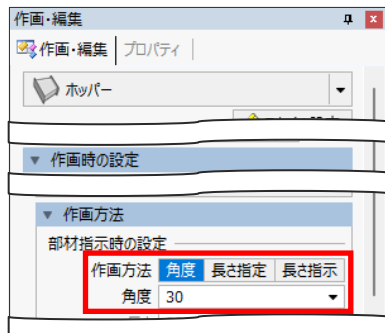 作画・編集
作画・編集 プロパティ
ホッパー
作画時の設定
作画方法
部材指示時の設定
作画方法 角度 長さ指定 長さ指示
角度 30